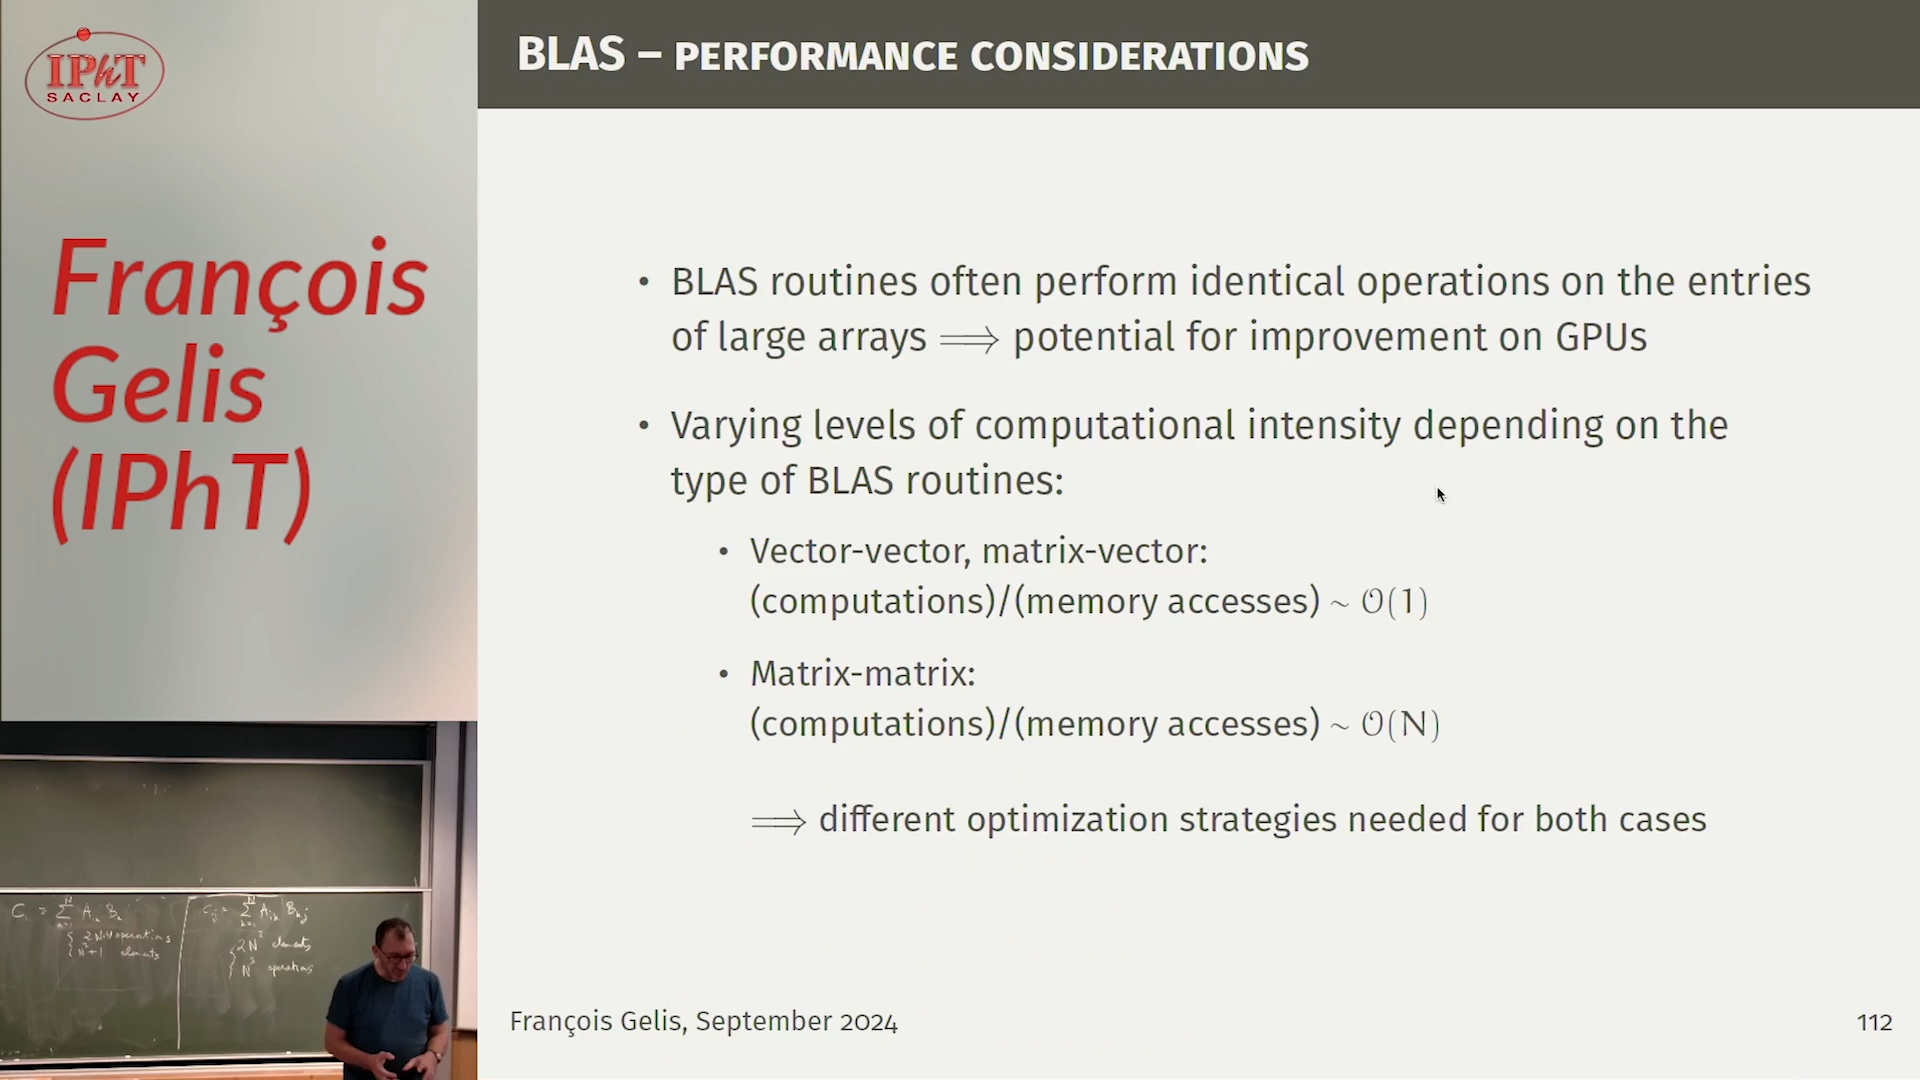 IPhT
SACLAY
François
Gelis
(IPhT)
BLAS – PERFORMANCE CONSIDERATIONS
• BLAS routines often perform identical operations on the entries
of large arrays ⟹ potential for improvement on GPUs
• Varying levels of computational intensity depending on the
type of BLAS routines:
• Vector-vector, matrix-vector:
(computations)/(memory accesses) ~ O(1)
• Matrix-matrix:
(computations)/(memory accesses) ~ O(N)
⟹ different optimization strategies needed for both cases
François Gelis, September 2024
112
operations
elements
2N² elements
N³ operations